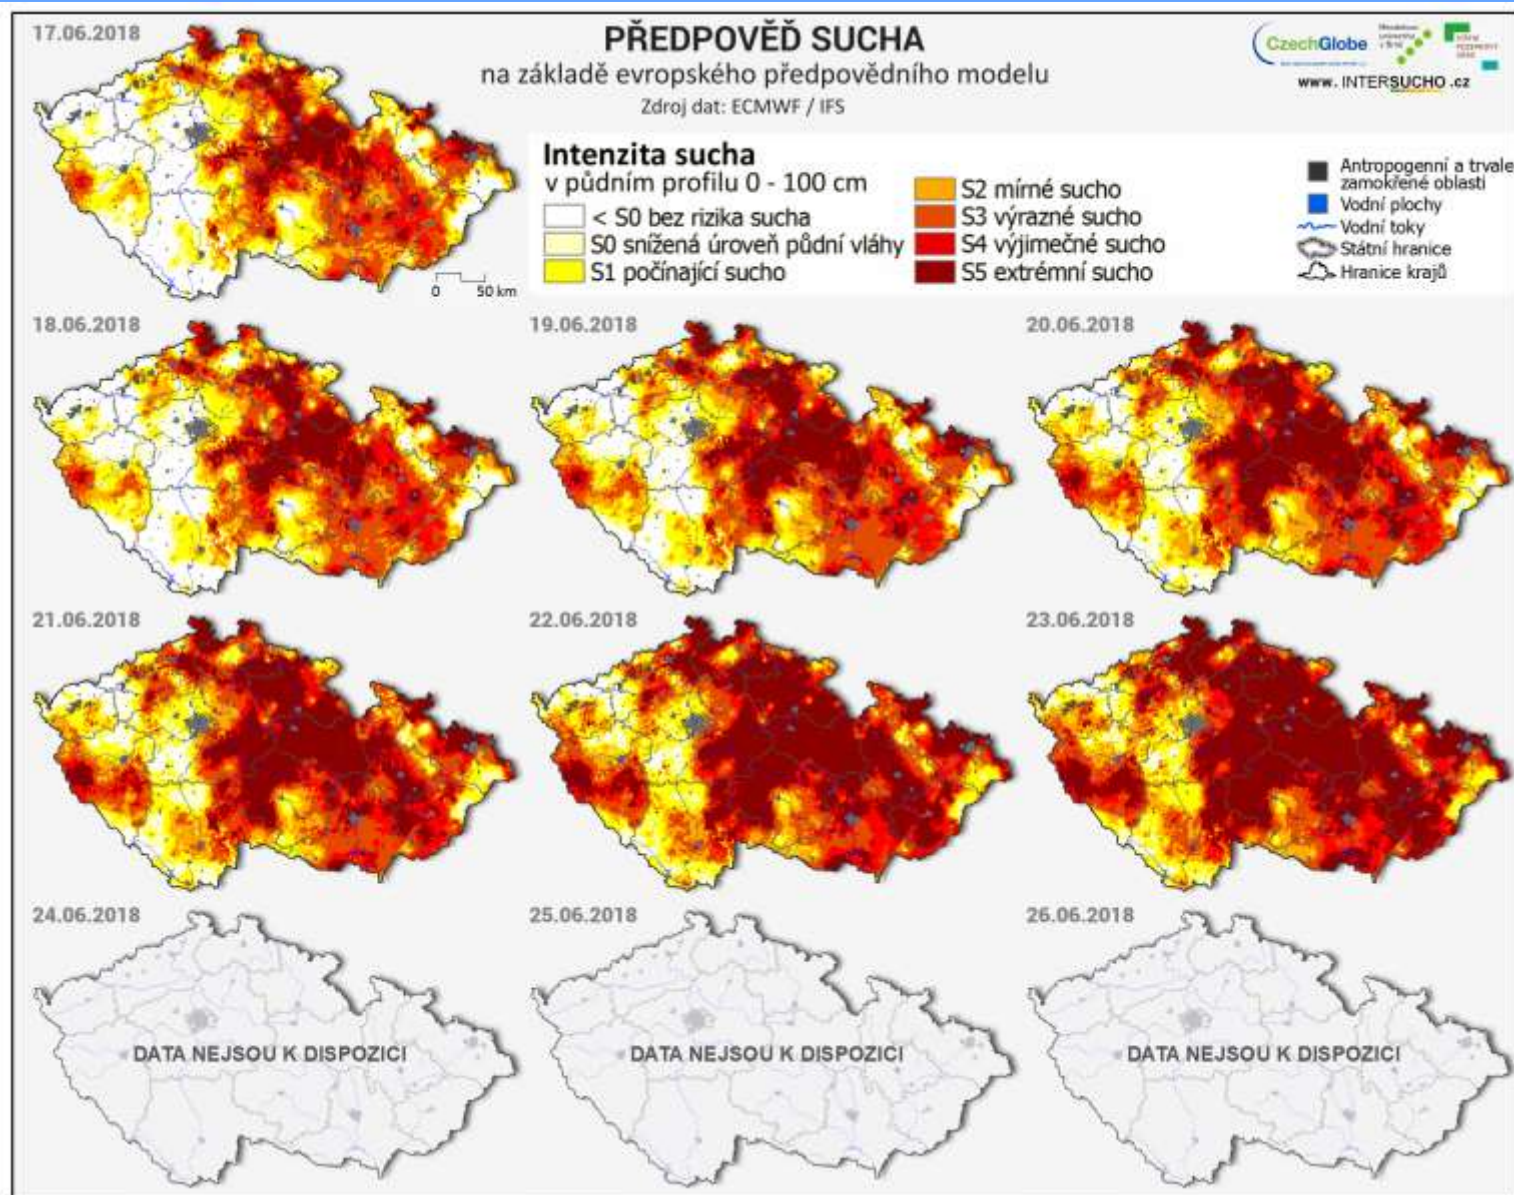 17.06.2018
PŘEDPOVĚĎ SUCHA
na základě evropského předpovědního modelu
Zdroj dat: ECMWF / IFS
CzechGlobe
www. INTERSUCHO .cz
Intenzita sucha
v půdním profilu 0 - 100 cm
< S0 bez rizika sucha
S0 snížená úroveň půdní vláhy
S1 počínající sucho
S2 mírné sucho
S3 výrazné sucho
S4 výjimečné sucho
S5 extrémní sucho
Antropogenní a trvale
zamokřené oblasti
Vodní plochy
Vodní toky
Státní hranice
Hranice krajů
0 50 km
18.06.2018
19.06.2018
20.06.2018
21.06.2018
22.06.2018
23.06.2018
24.06.2018
25.06.2018
26.06.2018
DATA NEJSOU K DISPOZICI
DATA NEJSOU K DISPOZICI
DATA NEJSOU K DISPOZICI